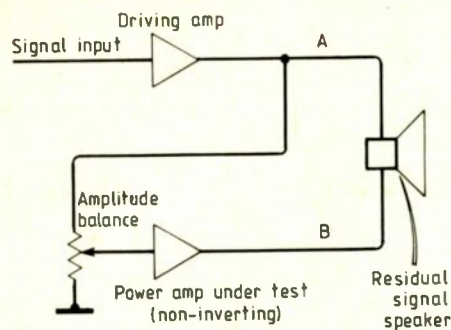 Driving amp
Signal input
A
Amplitude
balance
B
Power amp under test
(non-inverting)
Residual
signal
speaker